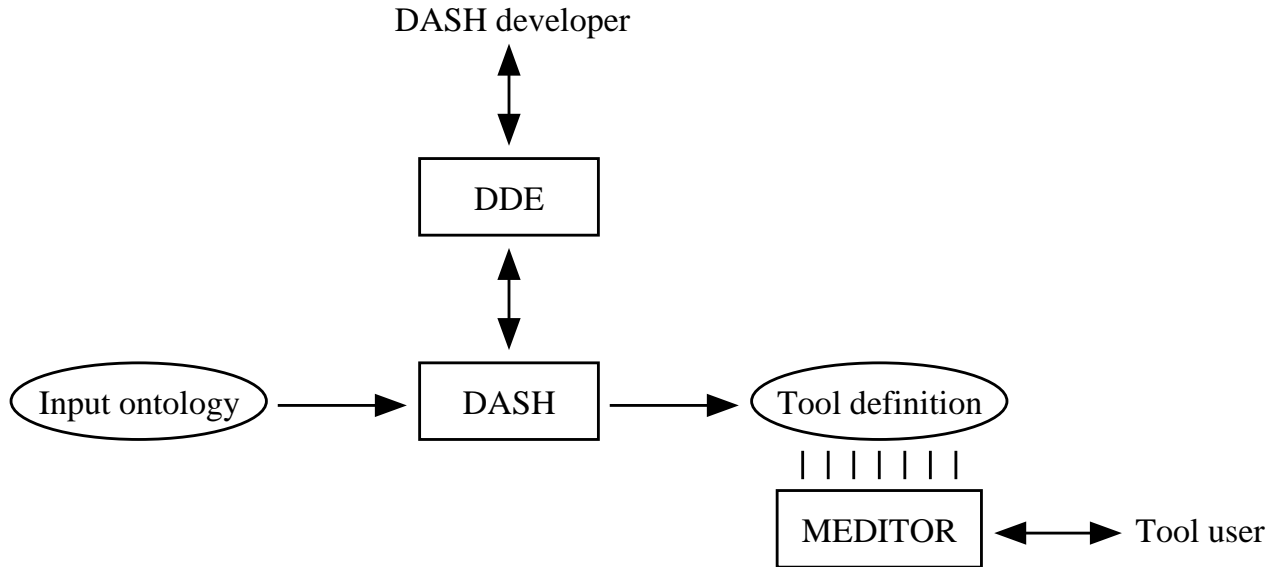 DASH developer
DDE
Input ontology
DASH
Tool definition
MEDITOR
Tool user